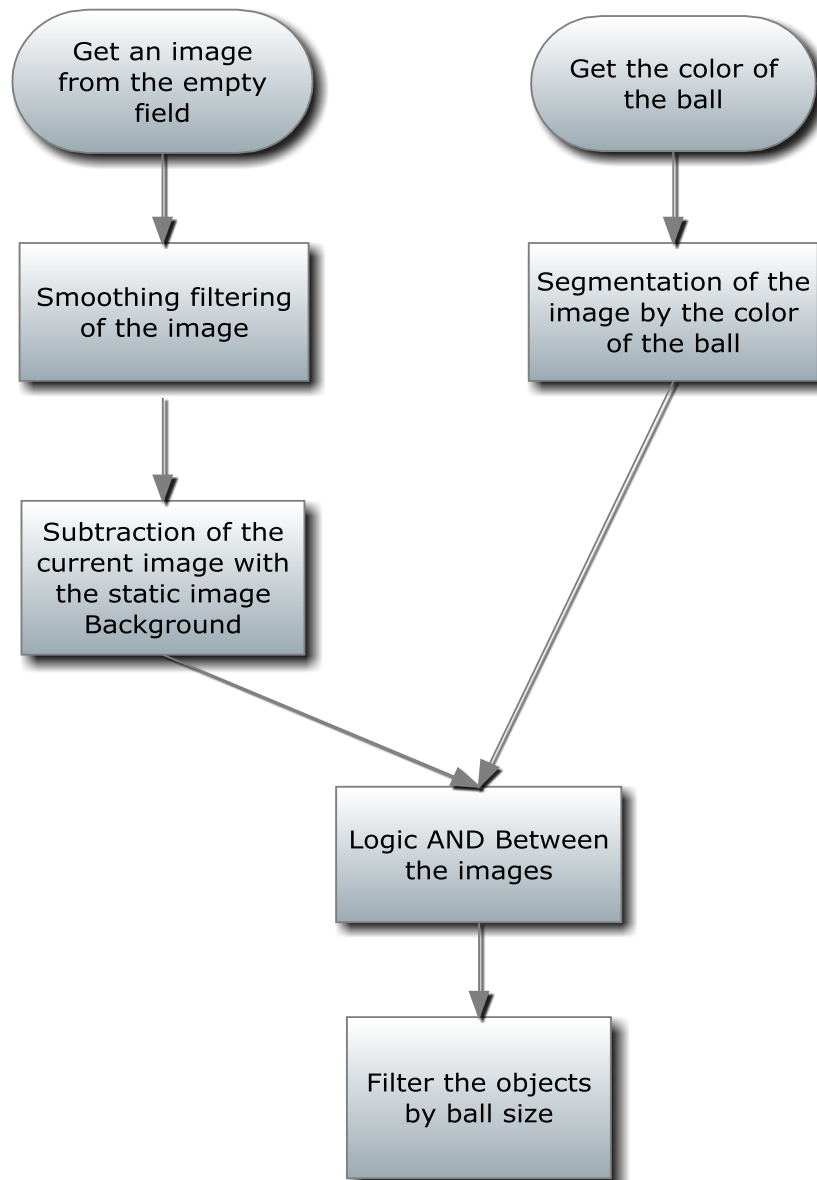 Get an image
from the empty
field
Get the color of
the ball
Smoothing filtering
of the image
Segmentation of the
image by the color
of the ball
Subtraction of the
current image with
the static image
Background
Logic AND Between
the images
Filter the objects
by ball size